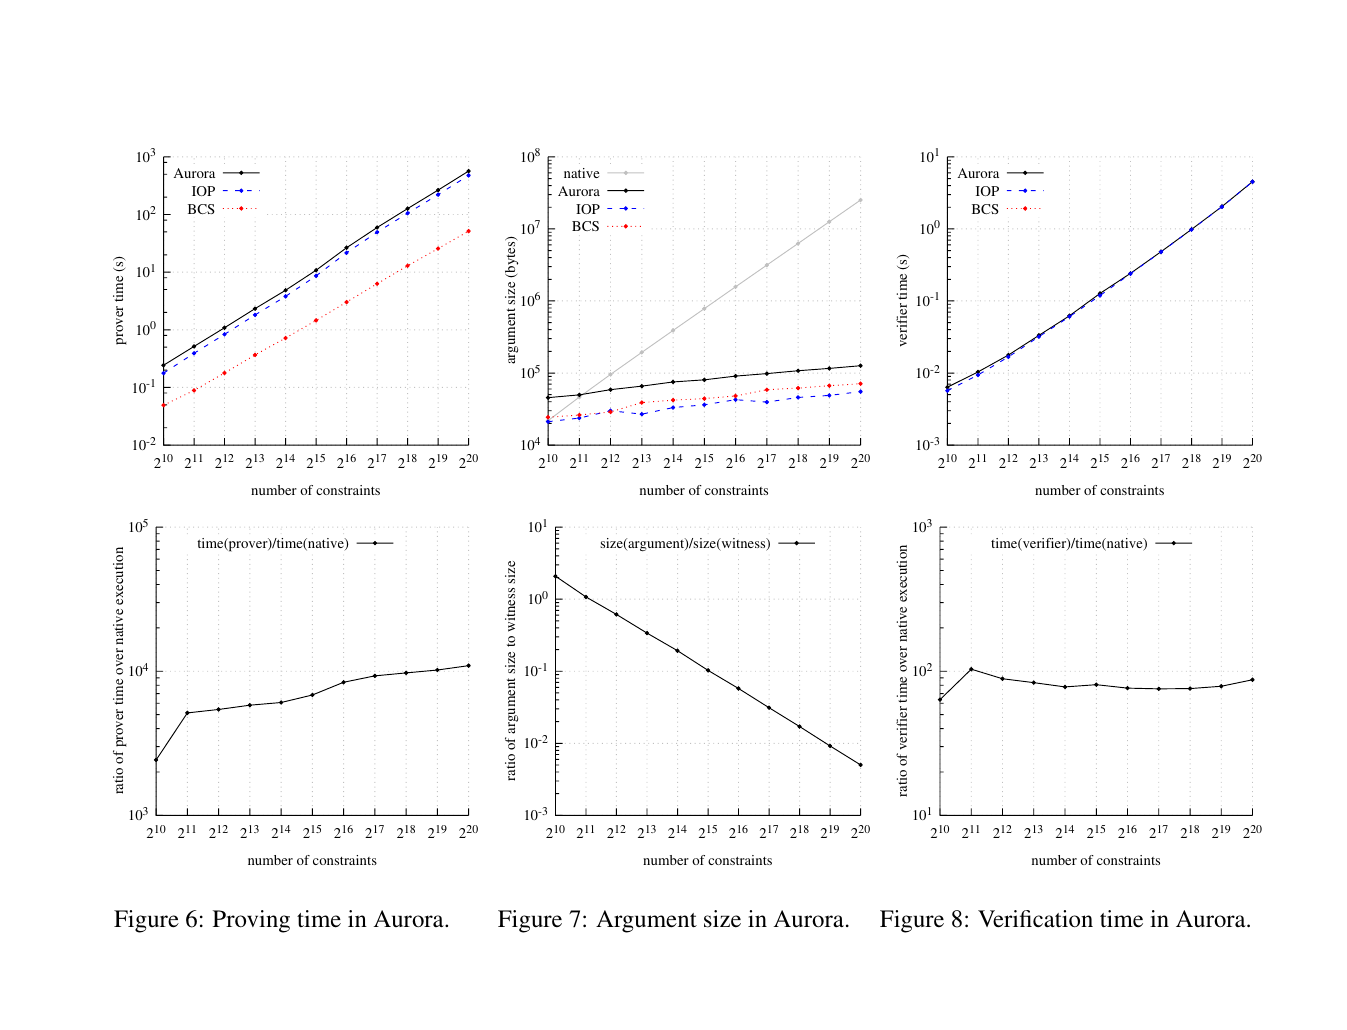 prover time (s)
10^3
10^2
10^1
10^0
10^-1
10^-2
Aurora
IOP
BCS
2^10 2^11 2^12 2^13 2^14 2^15 2^16 2^17 2^18 2^19 2^20
number of constraints
argument size (bytes)
10^8
10^7
10^6
10^5
10^4
native
Aurora
IOP
BCS
2^10 2^11 2^12 2^13 2^14 2^15 2^16 2^17 2^18 2^19 2^20
number of constraints
verifier time (s)
10^1
10^0
10^-1
10^-2
10^-3
Aurora
IOP
BCS
2^10 2^11 2^12 2^13 2^14 2^15 2^16 2^17 2^18 2^19 2^20
number of constraints
ratio of prover time over native execution
10^5
10^4
10^3
time(prover)/time(native)
2^10 2^11 2^12 2^13 2^14 2^15 2^16 2^17 2^18 2^19 2^20
number of constraints
ratio of argument size to witness size
10^1
10^0
10^-1
10^-2
10^-3
size(argument)/size(witness)
2^10 2^11 2^12 2^13 2^14 2^15 2^16 2^17 2^18 2^19 2^20
number of constraints
ratio of verifier time over native execution
10^3
10^2
10^1
time(verifier)/time(native)
2^10 2^11 2^12 2^13 2^14 2^15 2^16 2^17 2^18 2^19 2^20
number of constraints
Figure 6: Proving time in Aurora.
Figure 7: Argument size in Aurora.
Figure 8: Verification time in Aurora.